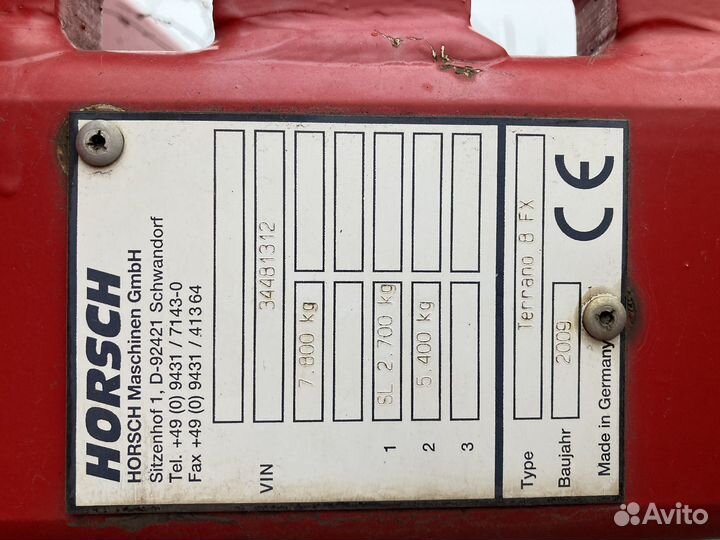 HORSCH
HORSCH Maschinen GmbH
Sitzenhof 1, D-92421 Schwandorf
Tel. +49 (0) 9431 / 7143-0
Fax +49 (0) 9431 / 41364
VIN 34481312
7.800 kg
1 SL 2.700 kg
2 5.400 kg
3
Type Terrano 8 FX
Baujahr 2009
Made in Germany
CE
Avito